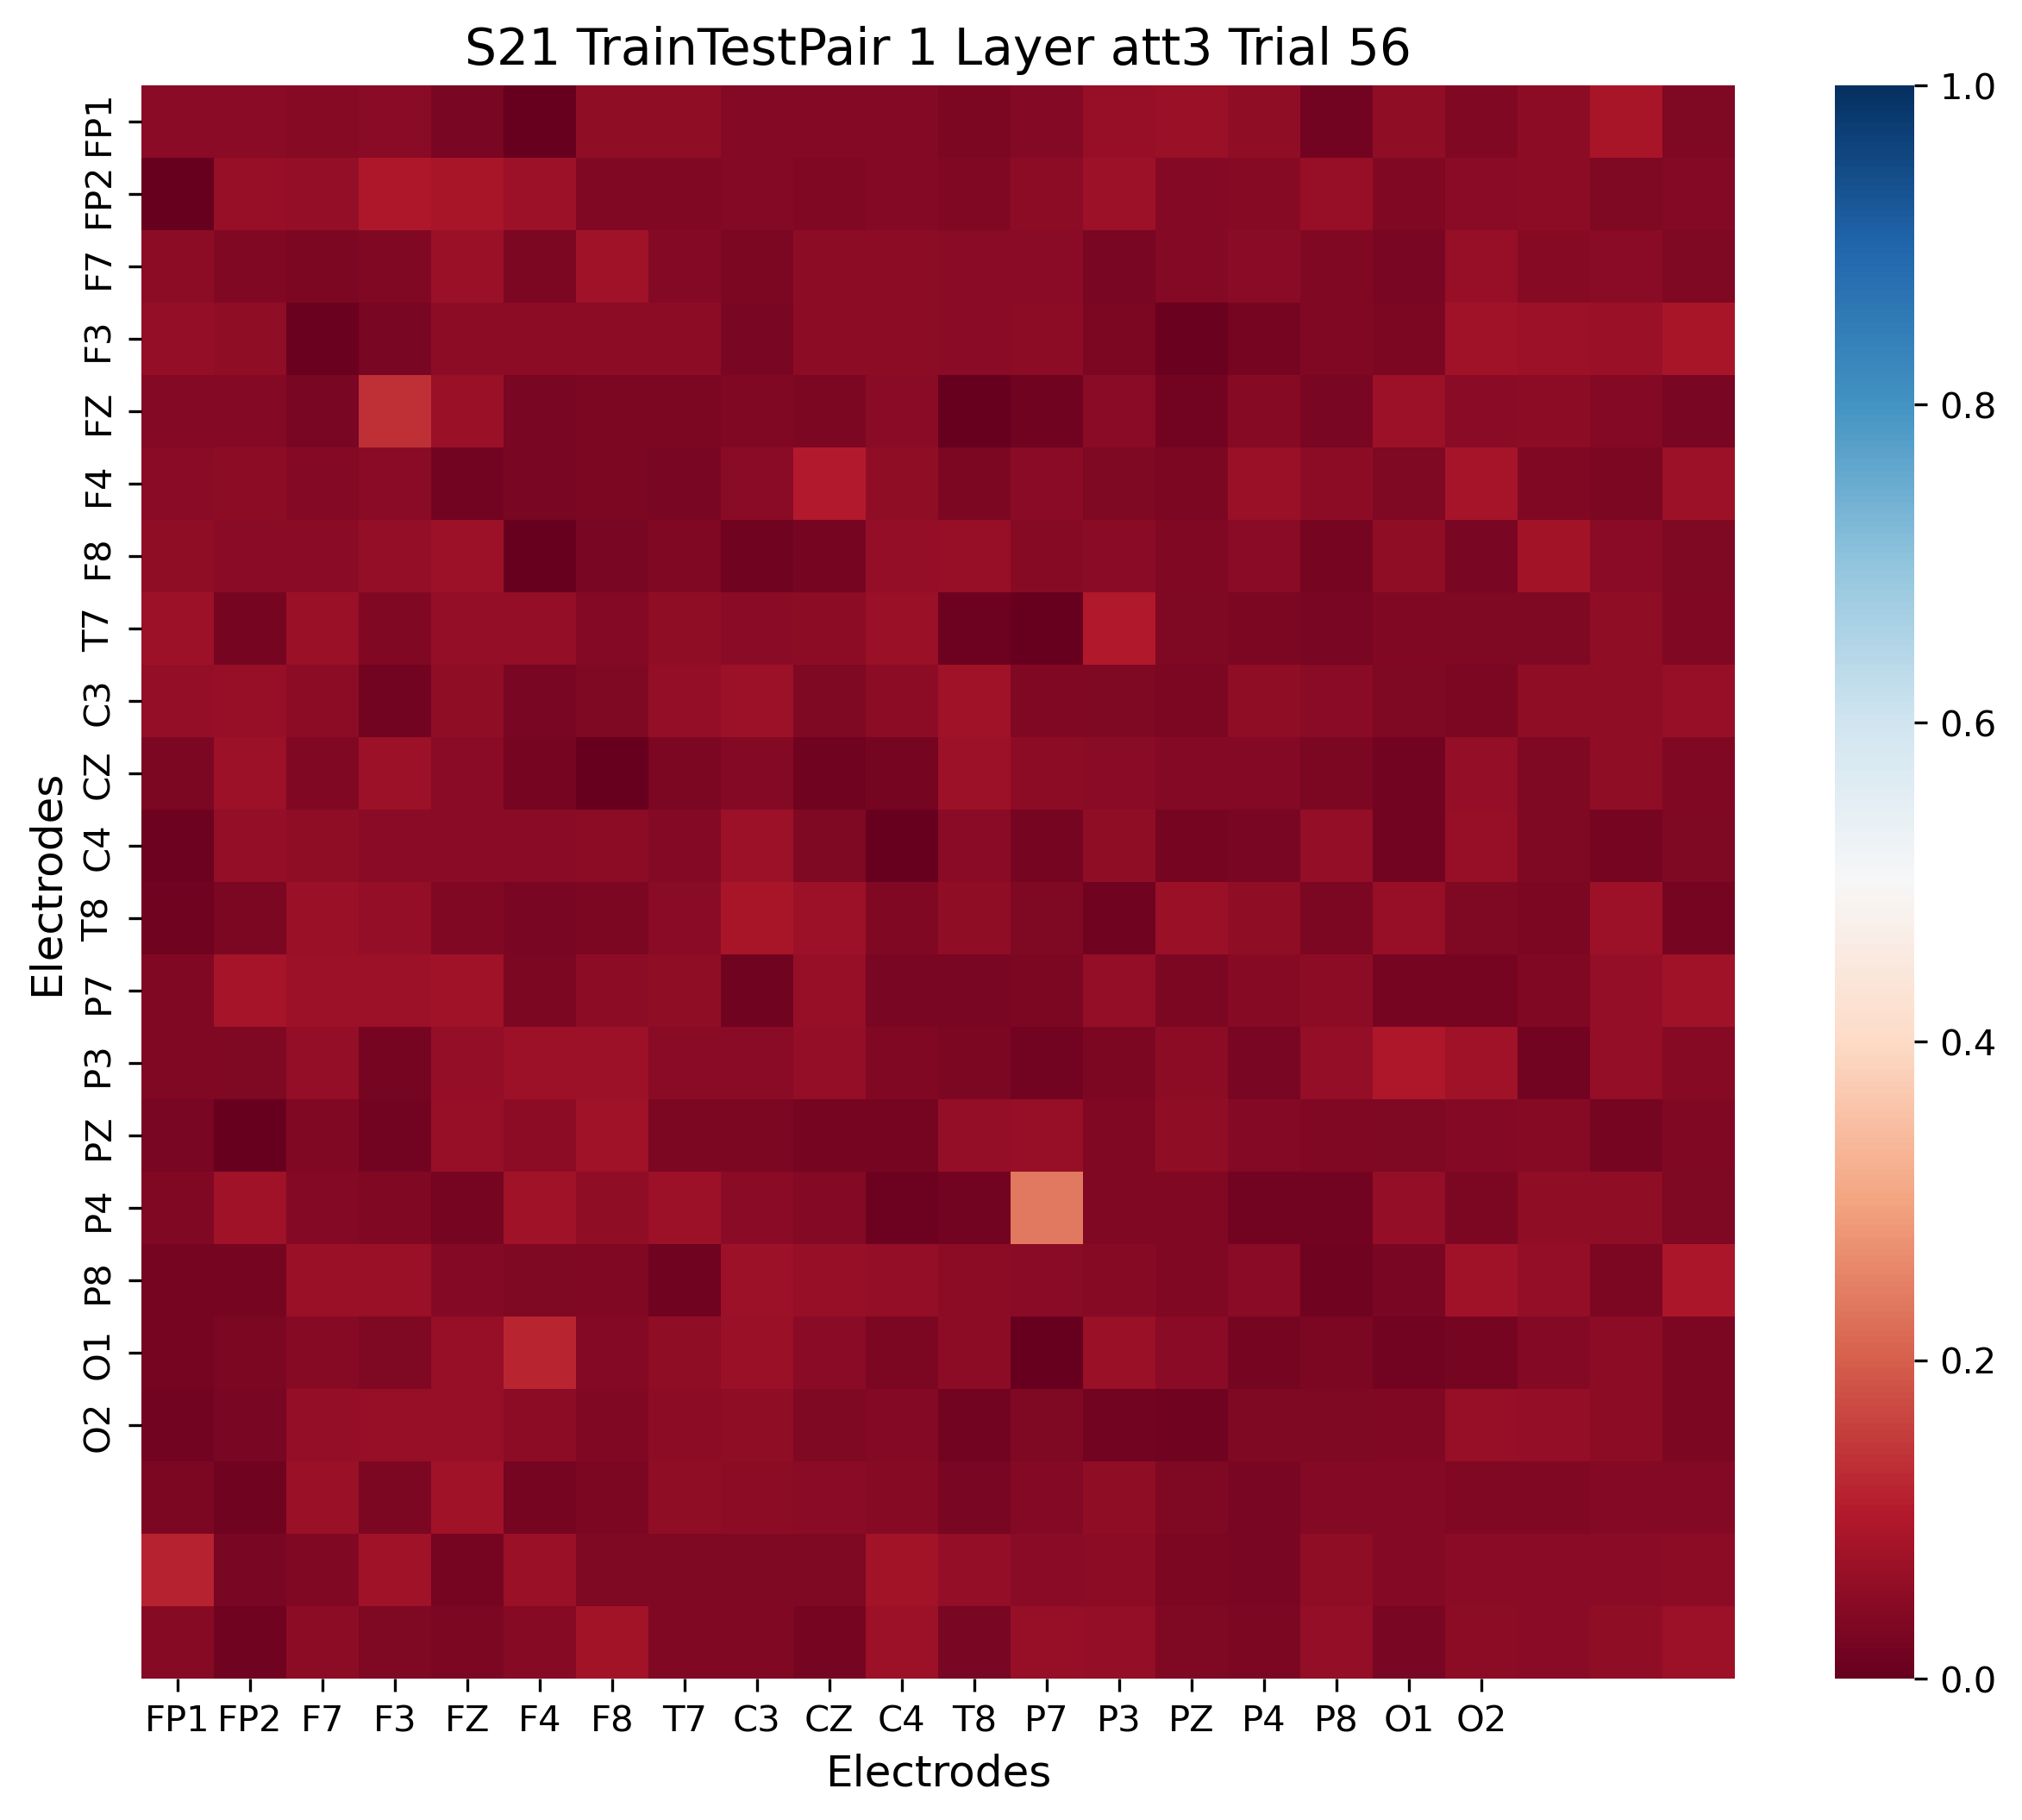 S21 TrainTestPair 1 Layer att3 Trial 56
Electrodes
FP1
FP2
F7
F3
FZ
F4
F8
T7
C3
CZ
C4
T8
P7
P3
PZ
P4
P8
O1
O2
FP1 FP2 F7 F3 FZ F4 F8 T7 C3 CZ C4 T8 P7 P3 PZ P4 P8 O1 O2
Electrodes
1.0
0.8
0.6
0.4
0.2
0.0